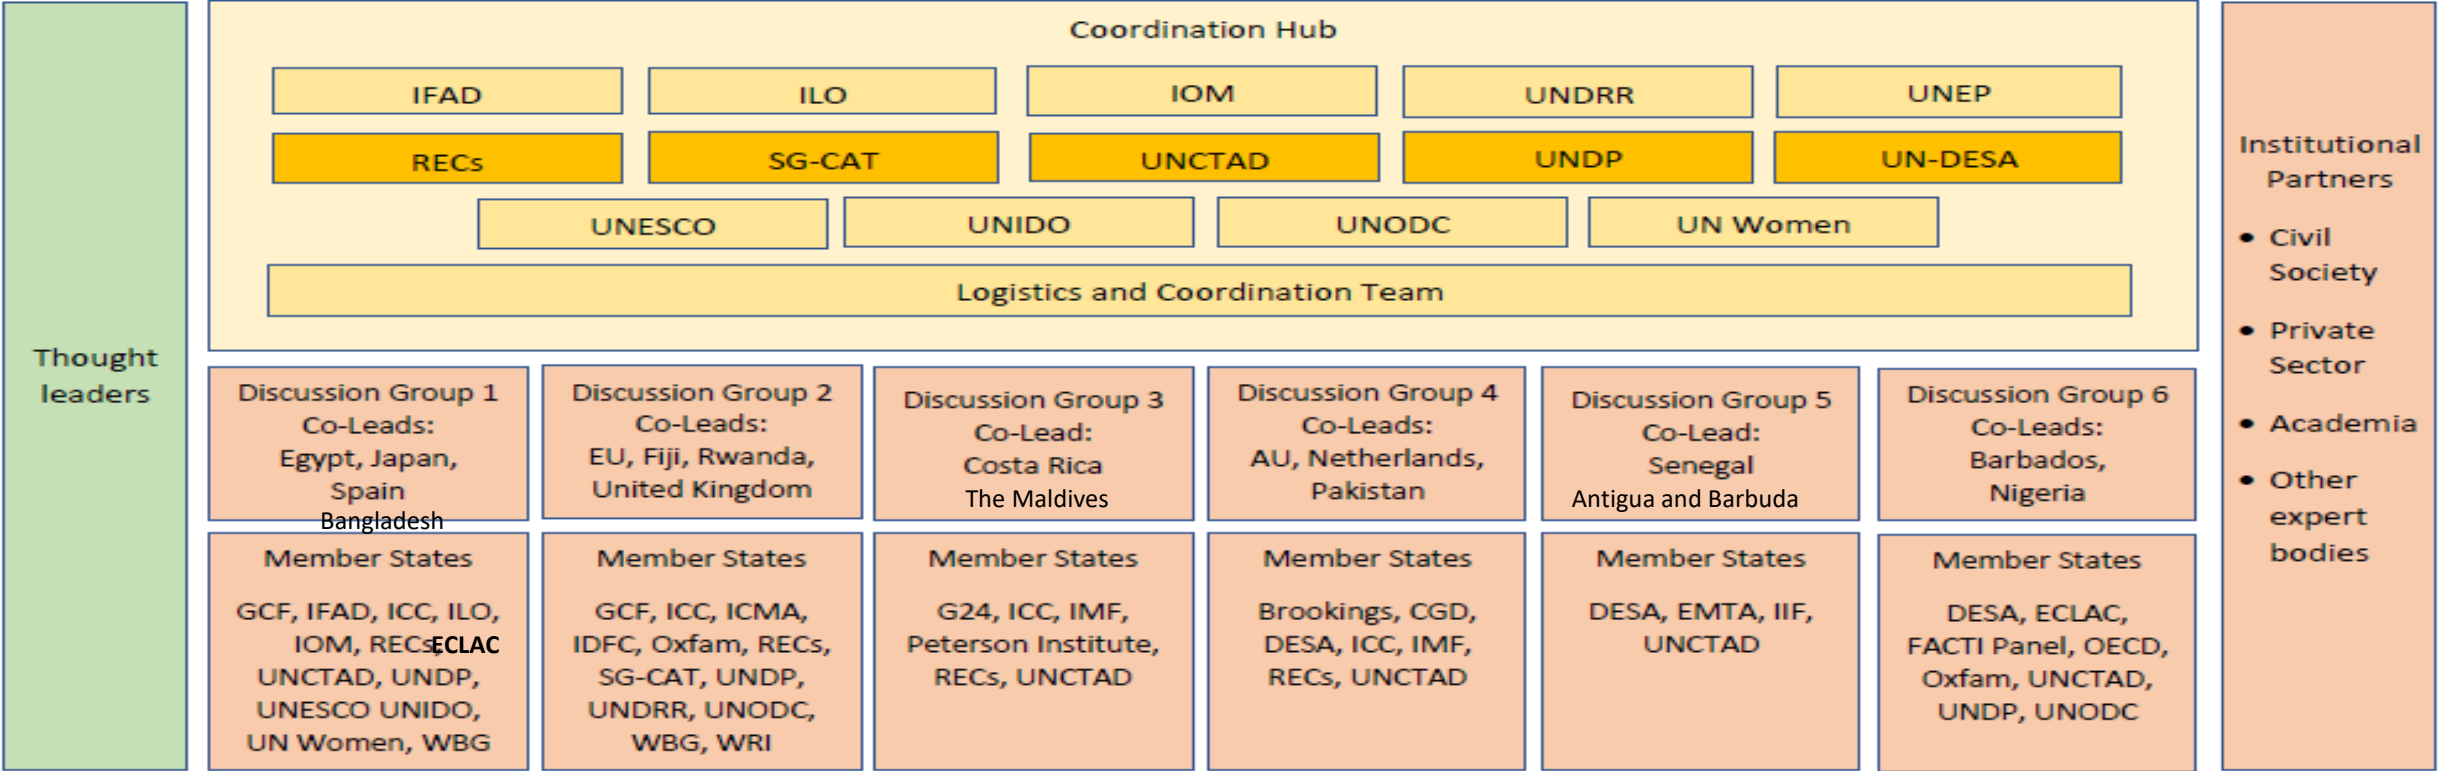 Thought
leaders
Coordination Hub
IFAD
ILO
IOM
UNDRR
UNEP
RECs
SG-CAT
UNCTAD
UNDP
UN-DESA
UNESCO
UNIDO
UNODC
UN Women
Logistics and Coordination Team
Discussion Group 1
Co-Leads:
Egypt, Japan,
Spain
Bangladesh
Discussion Group 2
Co-Leads:
EU, Fiji, Rwanda,
United Kingdom
Discussion Group 3
Co-Lead:
Costa Rica
The Maldives
Discussion Group 4
Co-Leads:
AU, Netherlands,
Pakistan
Discussion Group 5
Co-Lead:
Senegal
Antigua and Barbuda
Discussion Group 6
Co-Leads:
Barbados,
Nigeria
Member States
GCF, IFAD, ICC, ILO,
IOM, RECs, ECLAC
UNCTAD, UNDP,
UNESCO UNIDO,
UN Women, WBG
Member States
GCF, ICC, ICMA,
IDFC, Oxfam, RECs,
SG-CAT, UNDP,
UNDRR, UNODC,
WBG, WRI
Member States
G24, ICC, IMF,
Peterson Institute,
RECs, UNCTAD
Member States
Brookings, CGD,
DESA, ICC, IMF,
RECs, UNCTAD
Member States
DESA, EMTA, IIF,
UNCTAD
Member States
DESA, ECLAC,
FACTI Panel, OECD,
Oxfam, UNCTAD,
UNDP, UNODC
Institutional
Partners
• Civil
Society
• Private
Sector
• Academia
• Other
expert
bodies